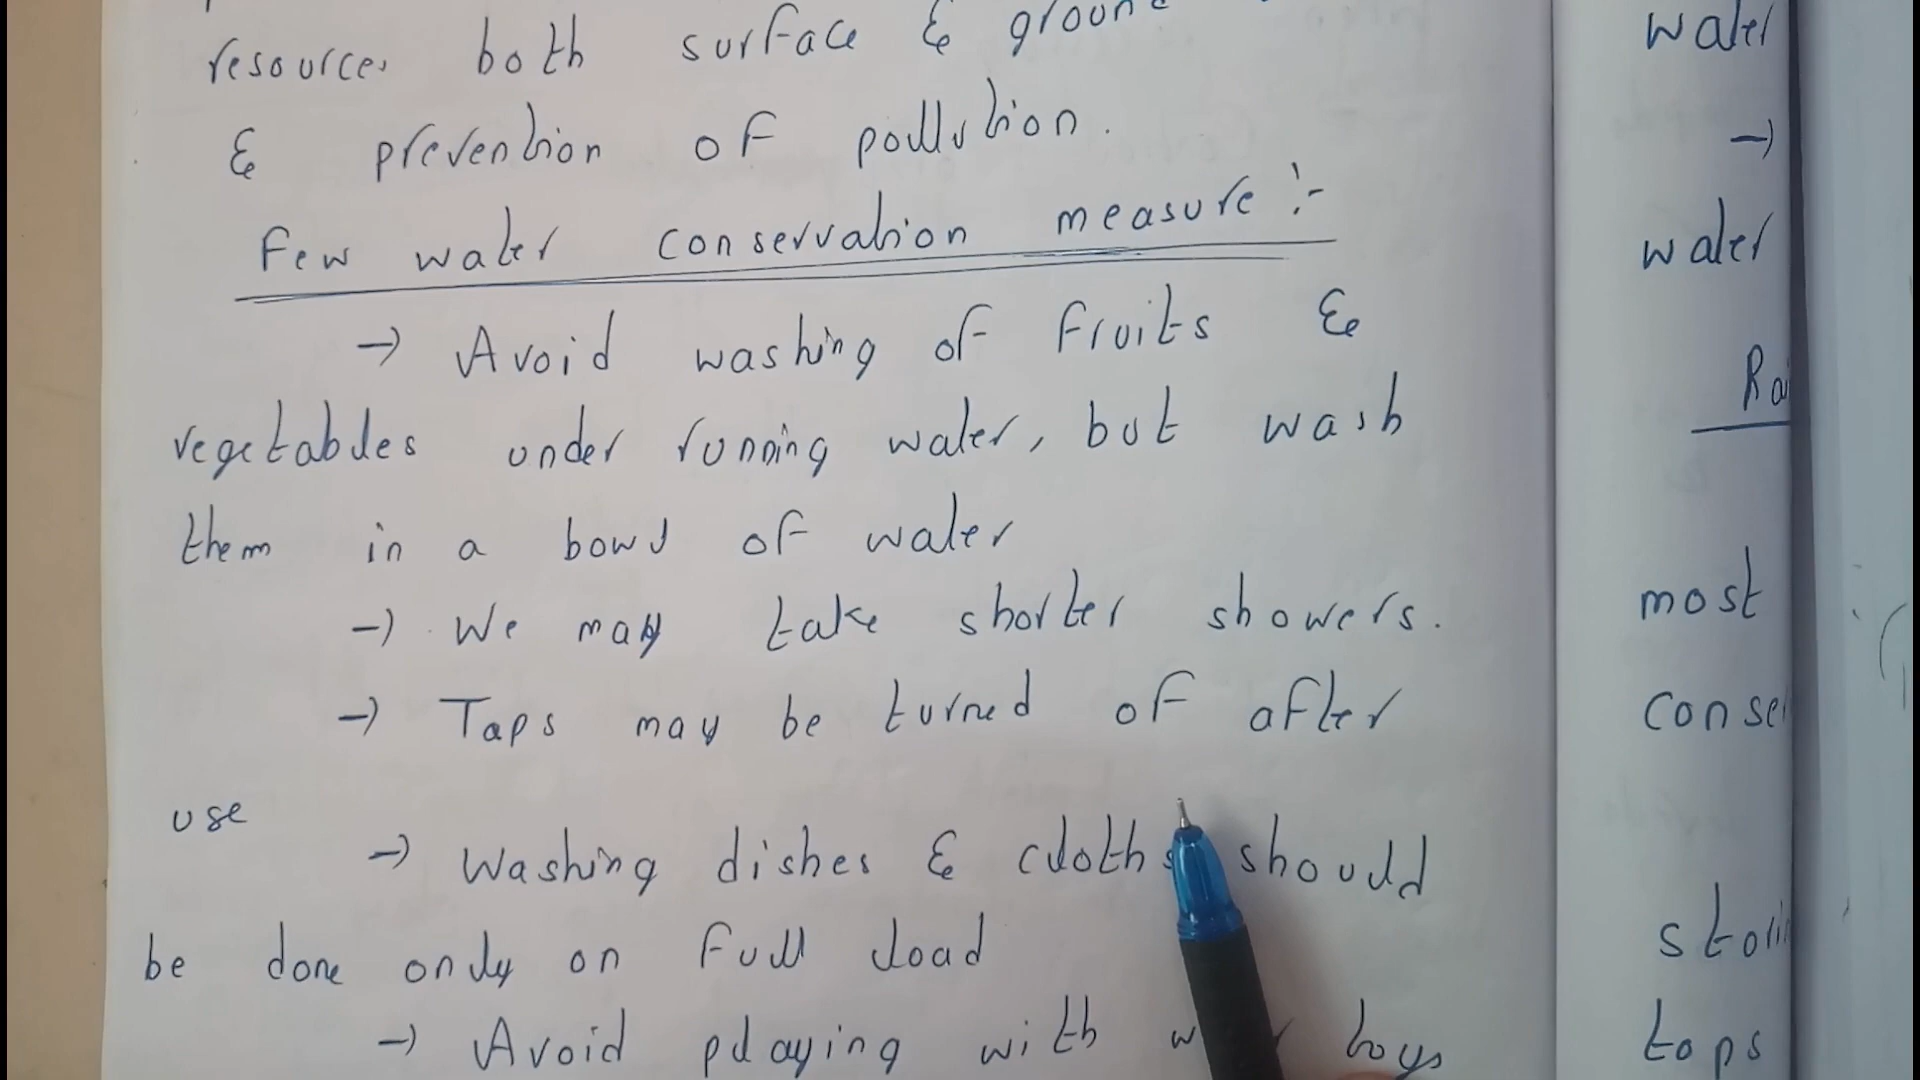 resources both surface & ground
& prevention of pollution.
Few water conservation measure :-
→ Avoid washing of fruits &
vegetables under running water, but wash
them in a bowl of water
→ We may take shorter showers.
→ Taps may be turned of after
use
→ Washing dishes & cloths should
be done only on full load
→ Avoid playing with toys
water
→
water
most
taps